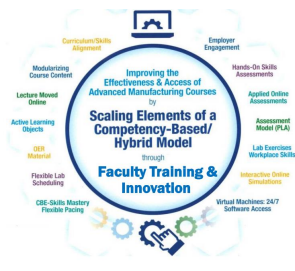 Curriculum/Skills
Alignment
Employer
Engagement
Modularizing
Course Content
Hands-On Skills
Assessments
Lecture Moved
Online
Applied Online
Assessments
Active Learning
Objects
Assessment
Model (PLA)
OER
Material
Lab Exercises
Workplace Skills
Flexible Lab
Scheduling
Interactive Online
Simulations
CBE-Skills Mastery
Flexible Pacing
Virtual Machines: 24/7
Software Access
Improving the
Effectiveness & Access of
Advanced Manufacturing Courses
by
Scaling Elements of a
Competency-Based/
Hybrid Model
through
Faculty Training &
Innovation